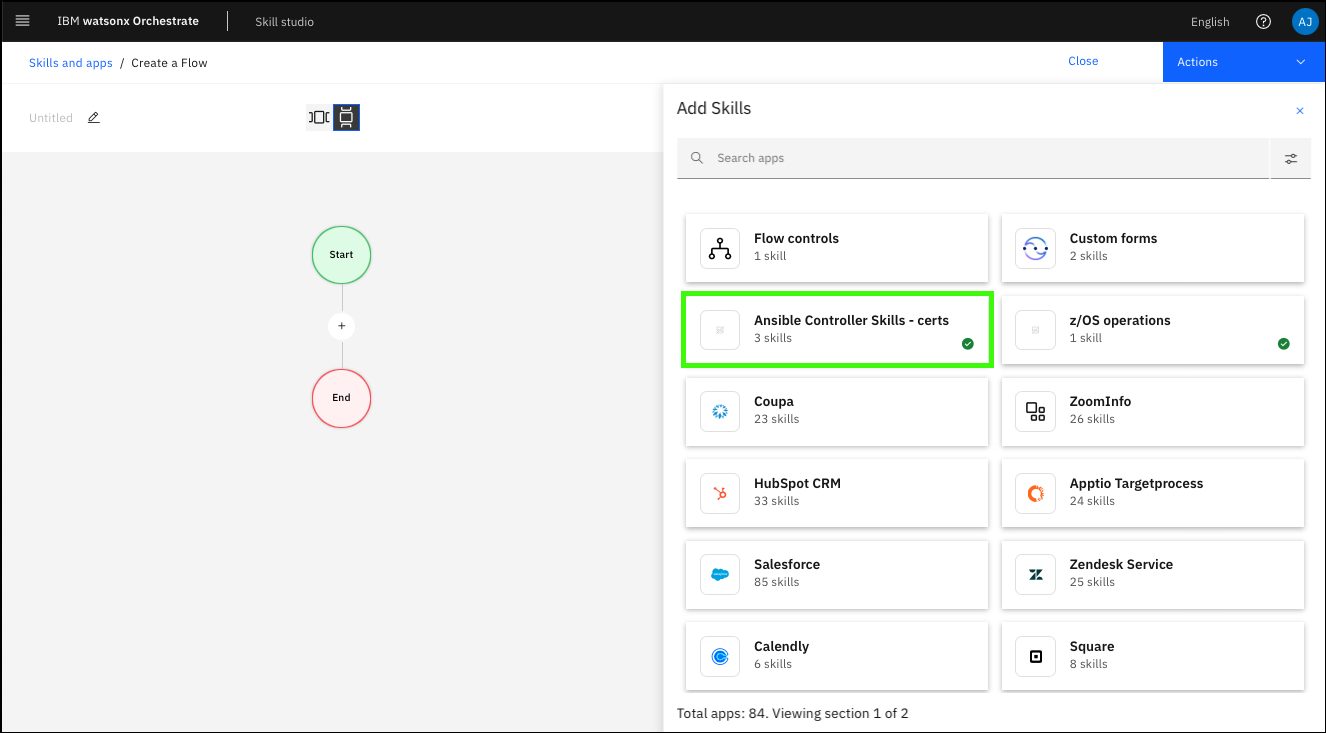 IBM watsonx Orchestrate
Skill studio
English
AJ
Skills and apps / Create a Flow
Close
Actions
Untitled
Start
+
End
Add Skills
Search apps
Flow controls
1 skill
Custom forms
2 skills
Ansible Controller Skills - certs
3 skills
z/OS operations
1 skill
Coupa
23 skills
ZoomInfo
26 skills
HubSpot CRM
33 skills
Apptio Targetprocess
24 skills
Salesforce
85 skills
Zendesk Service
25 skills
Calendly
6 skills
Square
8 skills
Total apps: 84. Viewing section 1 of 2